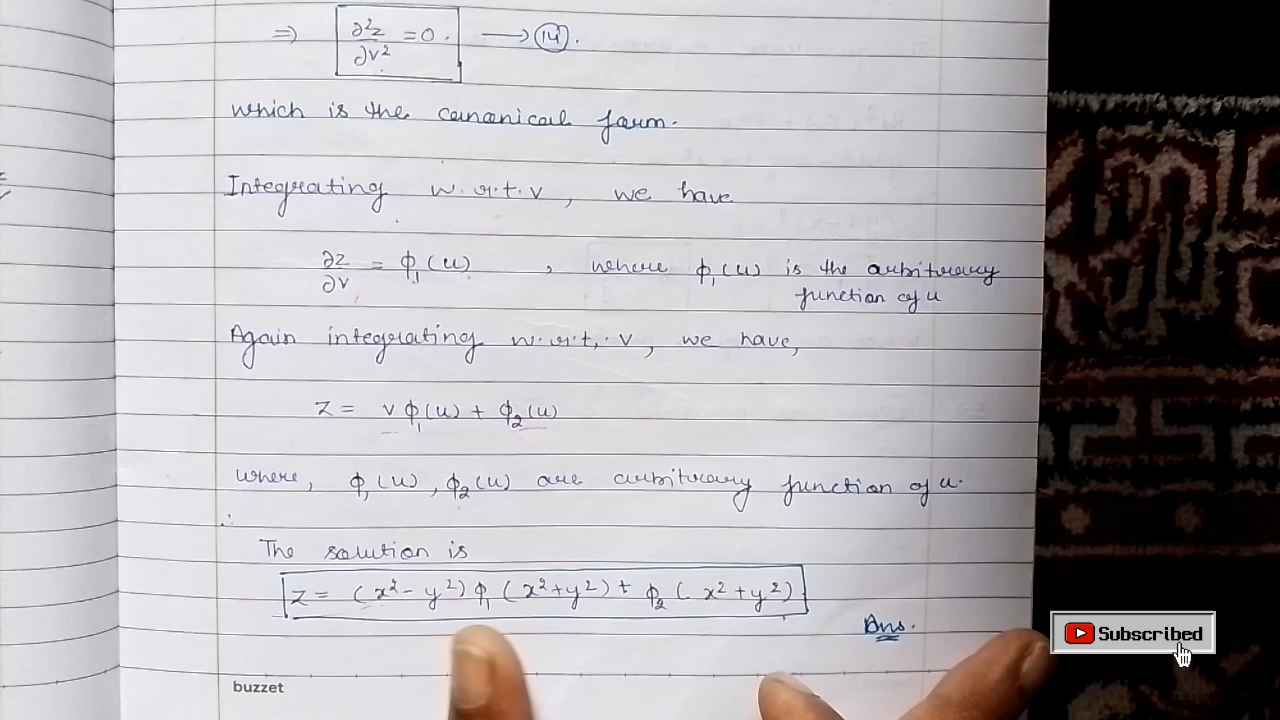 ⇒ ∂²z/∂v² = 0. → (14).
which is the canonical form.
Integrating w.r.t. v, we have
∂z/∂v = ϕ₁(u) , where ϕ₁(u) is the arbitrary
function of u
Again integrating w.r.t. v, we have,
z = v ϕ₁(u) + ϕ₂(u)
where, ϕ₁(u), ϕ₂(u) are arbitrary function of u.
∴
The solution is
z = (x² - y²) ϕ₁ (x² + y²) + ϕ₂ (x² + y²)
Ans.
Subscribed
buzzet